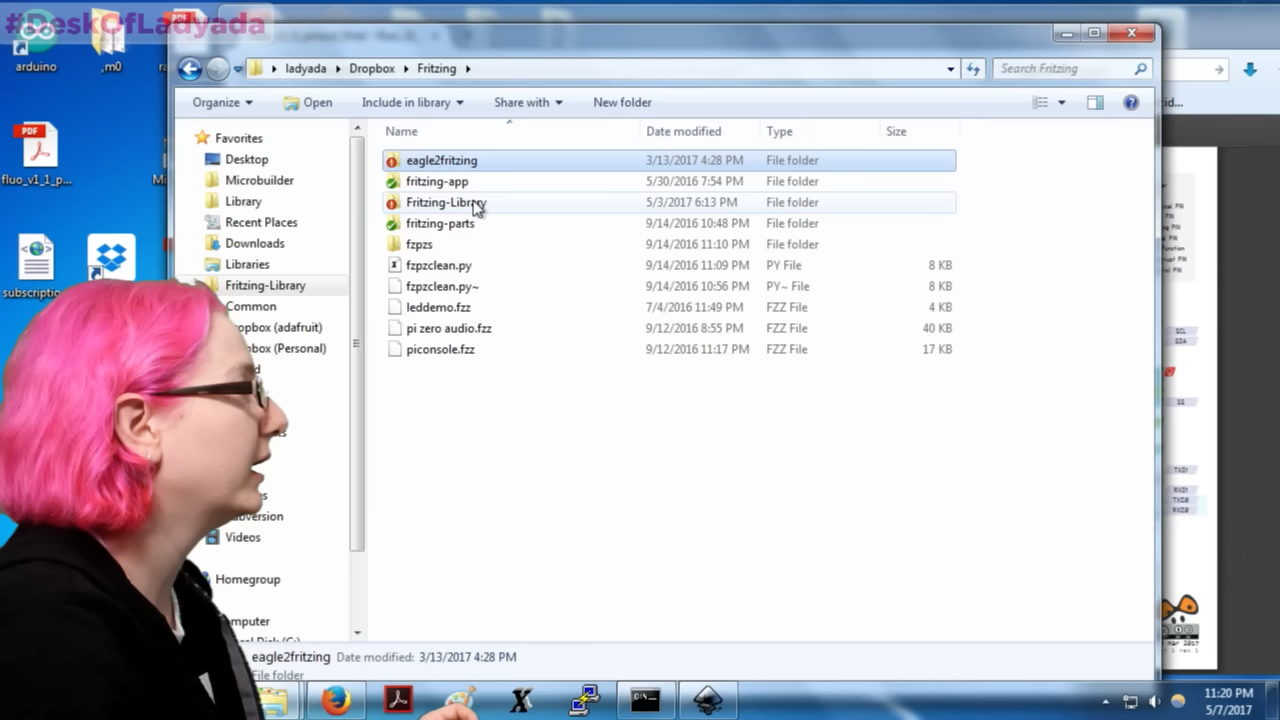 #DeskOfLadyada
arduino
,m0
PDF
fluo_v1_1_p...
subscriptio
ladyada
Dropbox
Fritzing
Search Fritzing
Organize
Open
Include in library
Share with
New folder
Favorites
Desktop
Microbuilder
Library
Recent Places
Downloads
Libraries
Fritzing-Library
Common
ropbox (adafruit)
box (Personal)
Videos
Homegroup
Name
Date modified
Type
Size
eagle2fritzing
3/13/2017 4:28 PM
File folder
fritzing-app
5/30/2016 7:54 PM
File folder
Fritzing-Library
5/3/2017 6:13 PM
File folder
fritzing-parts
9/14/2016 10:48 PM
File folder
fzpzs
9/14/2016 11:10 PM
File folder
fzpzclean.py
9/14/2016 11:09 PM
PY File
8 KB
fzpzclean.py~
9/14/2016 10:56 PM
PY~ File
8 KB
leddemo.fzz
7/4/2016 11:49 PM
FZZ File
4 KB
pi zero audio.fzz
9/12/2016 8:55 PM
FZZ File
40 KB
piconsole.fzz
9/12/2016 11:17 PM
FZZ File
17 KB
eagle2fritzing
Date modified: 3/13/2017 4:28 PM
File folder
11:20 PM
5/7/2017